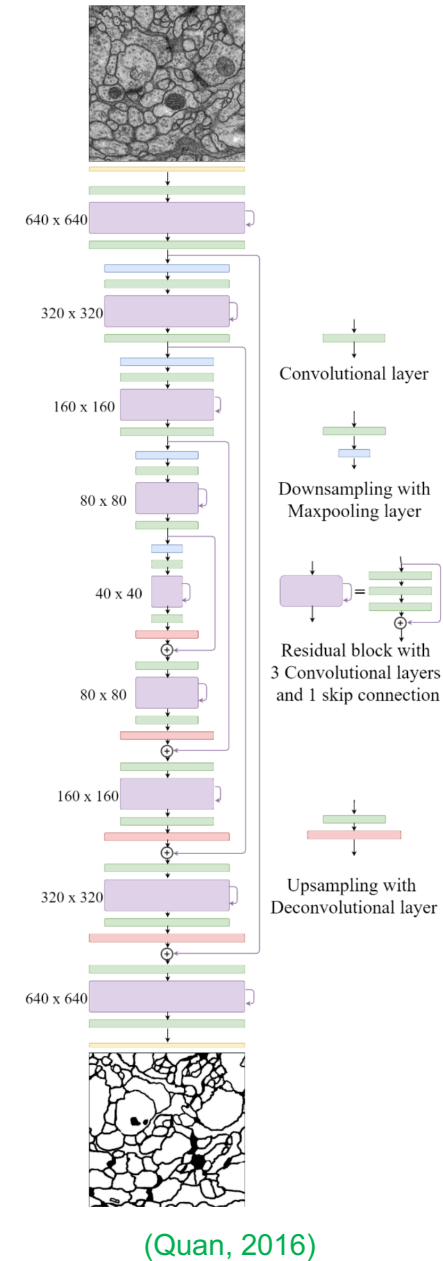 640 x 640
320 x 320
160 x 160
80 x 80
40 x 40
80 x 80
160 x 160
320 x 320
640 x 640
Convolutional layer
Downsampling with
Maxpooling layer
=
Residual block with
3 Convolutional layers
and 1 skip connection
Upsampling with
Deconvolutional layer
(Quan, 2016)